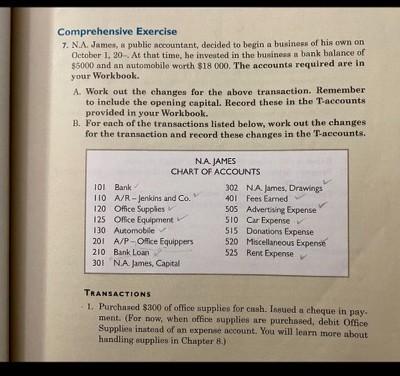 Comprehensive Exercise
7. N.A. James, a public accountant, decided to begin a business of his own on
October 1, 20–. At that time, he invested in the business a bank balance of
$5000 and an automobile worth $18 000. The accounts required are in
your Workbook.
A. Work out the changes for the above transaction. Remember
to include the opening capital. Record these in the T-accounts
provided in your Workbook.
B. For each of the transactions listed below, work out the changes
for the transaction and record these changes in the T-accounts.
N.A. JAMES
CHART OF ACCOUNTS
101 Bank 302 N.A. James, Drawings
110 A/R – Jenkins and Co. 401 Fees Earned
120 Office Supplies 505 Advertising Expense
125 Office Equipment 510 Car Expense
130 Automobile 515 Donations Expense
201 A/P – Office Equippers 520 Miscellaneous Expense
210 Bank Loan 525 Rent Expense
301 N.A. James, Capital
TRANSACTIONS
1. Purchased $300 of office supplies for cash. Issued a cheque in pay-
ment. (For now, when office supplies are purchased, debit Office
Supplies instead of an expense account. You will learn more about
handling supplies in Chapter 8.)